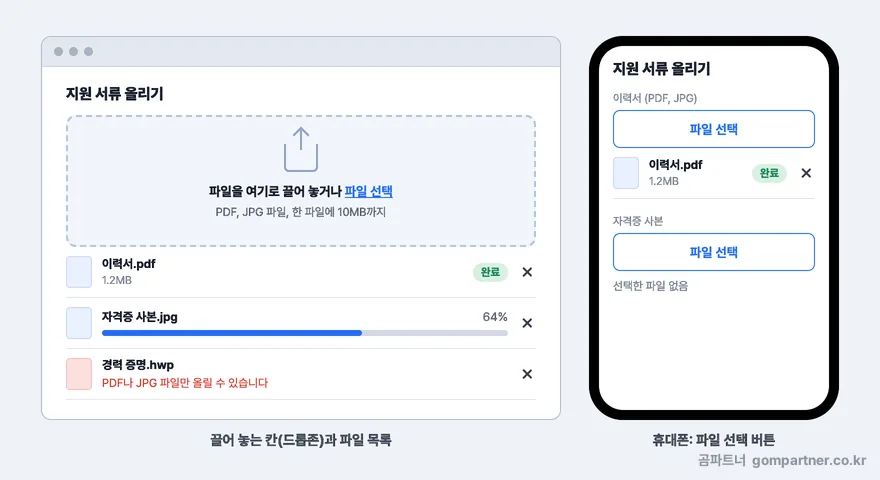 지원 서류 올리기
파일을 여기로 끌어 놓거나 파일 선택
PDF, JPG 파일, 한 파일에 10MB까지
이력서.pdf
1.2MB
완료
자격증 사본.jpg
64%
경력 증명.hwp
PDF나 JPG 파일만 올릴 수 있습니다
끌어 놓는 칸(드롭존)과 파일 목록
지원 서류 올리기
이력서 (PDF, JPG)
파일 선택
이력서.pdf
1.2MB
완료
자격증 사본
파일 선택
선택한 파일 없음
휴대폰: 파일 선택 버튼
곰파트너 gompartner.co.kr